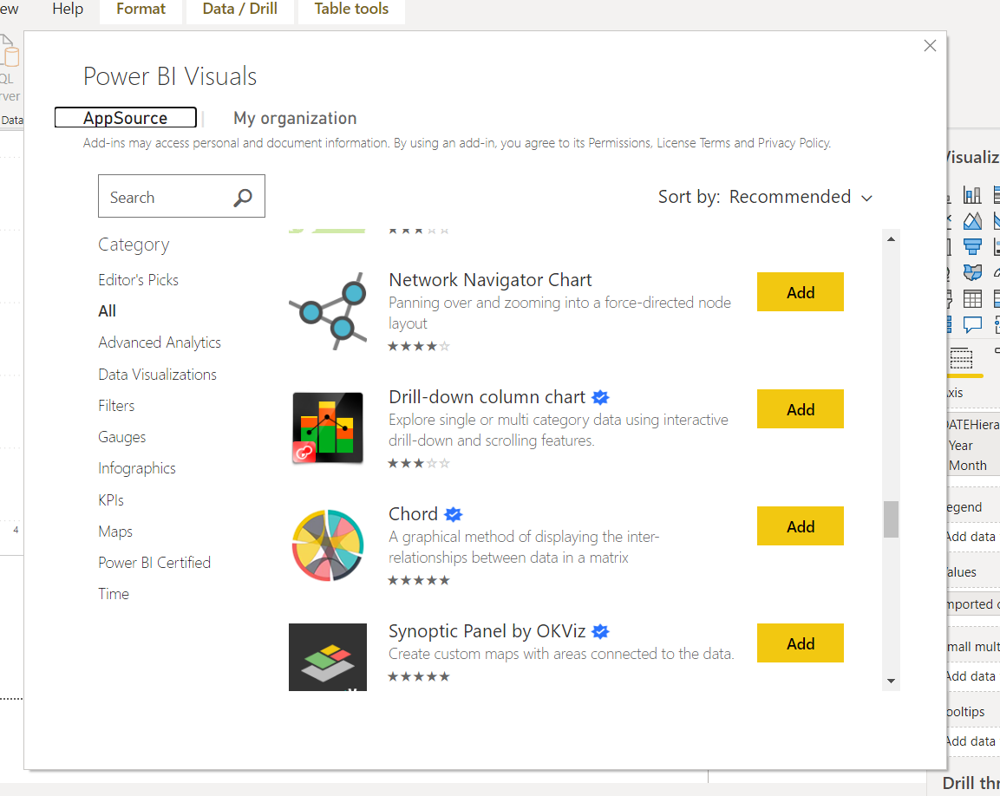 ew Help Format Data / Drill Table tools
QL
rver
Data
Power BI Visuals
AppSource
My organization
Add-ins may access personal and document information. By using an add-in, you agree to its Permissions, License Terms and Privacy Policy.
Search
Sort by: Recommended
Category
Editor's Picks
All
Advanced Analytics
Data Visualizations
Filters
Gauges
Infographics
KPIs
Maps
Power BI Certified
Time
Network Navigator Chart
Panning over and zooming into a force-directed node
layout
Add
Drill-down column chart
Explore single or multi category data using interactive
drill-down and scrolling features.
Add
Chord
A graphical method of displaying the inter-
relationships between data in a matrix
Add
Synoptic Panel by OKViz
Create custom maps with areas connected to the data.
Add
4
Visualiz
xis
DATEHiera
Year
Month
egend
Add data
alues
mported c
mall mult
Add data
ooltips
Add data
Drill thr